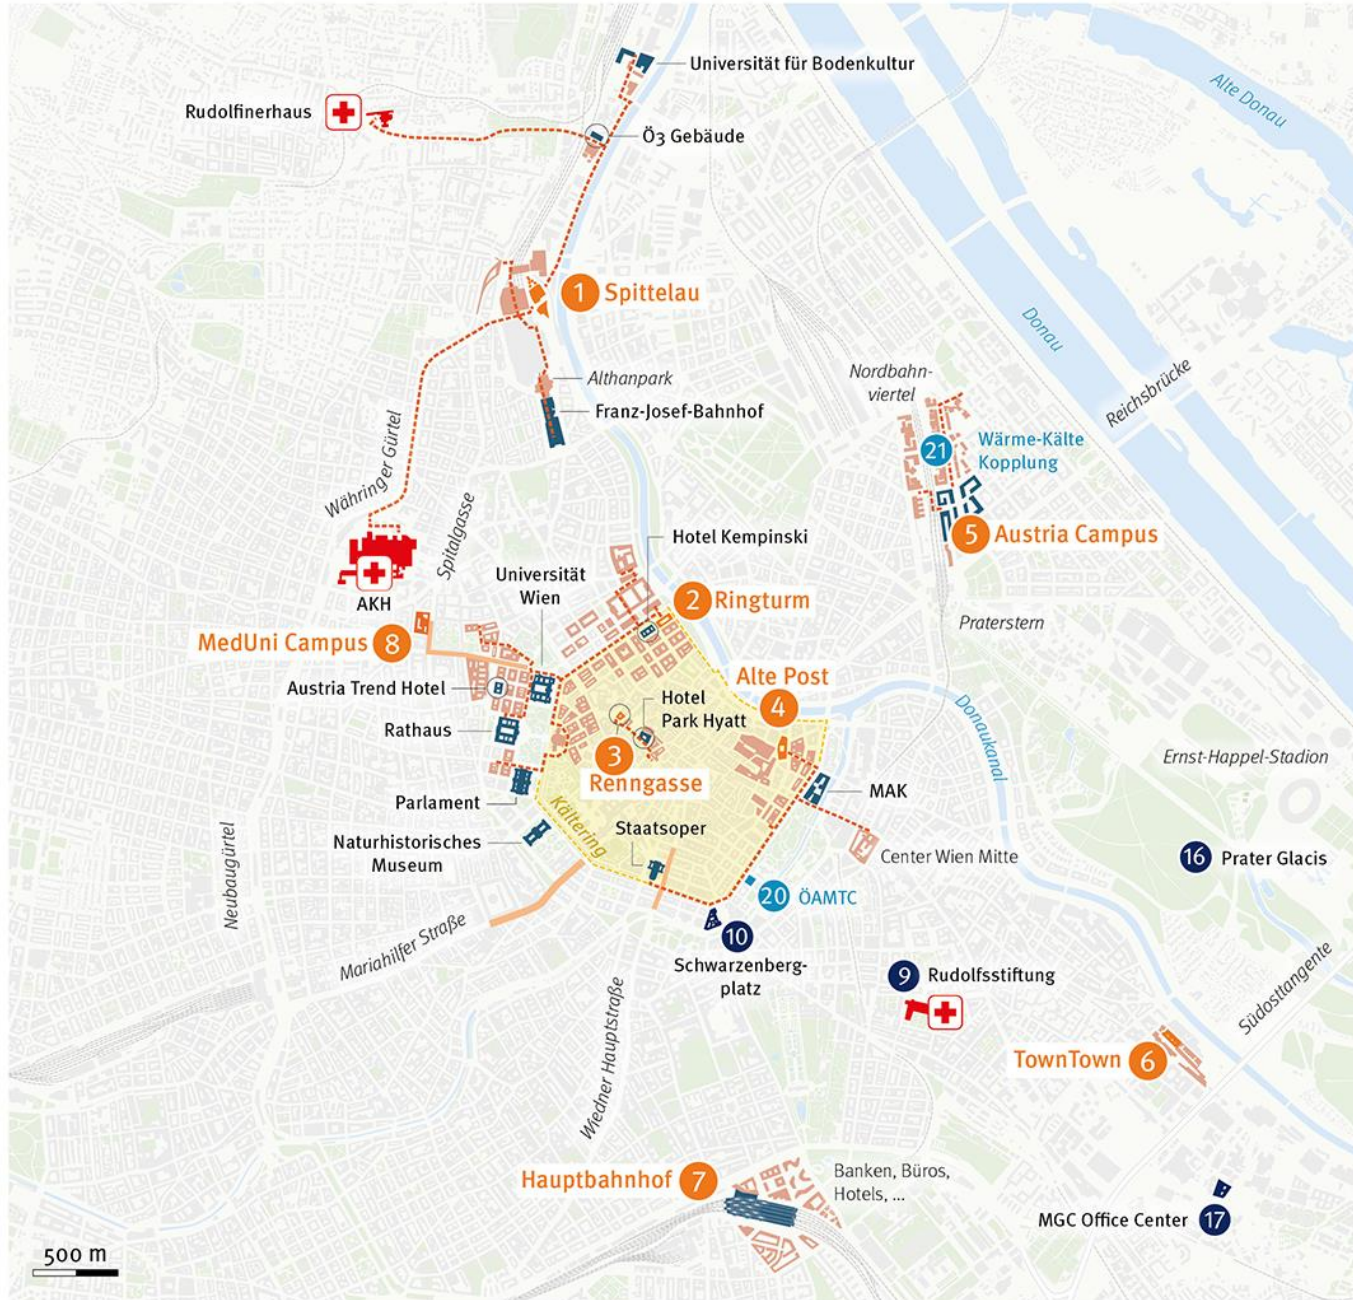 Universität für Bodenkultur
Rudolfinerhaus
Ö3 Gebäude
Alte Donau
1 Spittelau
Donau
Reichsbrücke
Nordbahn-
viertel
Althanpark
Franz-Josef-Bahnhof
21
Wärme-Kälte
Kopplung
Währinger Gürtel
Spitalgasse
5 Austria Campus
Hotel Kempinski
Universität
Wien
AKH
2 Ringturm
Praterstern
MedUni Campus 8
Alte Post
4
Austria Trend Hotel
Hotel
Park Hyatt
Donaukanal
Rathaus
3
Renngasse
Ernst-Happel-Stadion
MAK
Parlament
Kältering
Staatsoper
Naturhistorisches
Museum
Center Wien Mitte
16 Prater Glacis
Neubaugürtel
20 ÖAMTC
Mariahilfer Straße
10
Schwarzenberg-
platz
9 Rudolfsstiftung
Südosttangente
Wiedner Hauptstraße
TownTown 6
Hauptbahnhof 7
Banken, Büros,
Hotels, ...
MGC Office Center 17
500 m